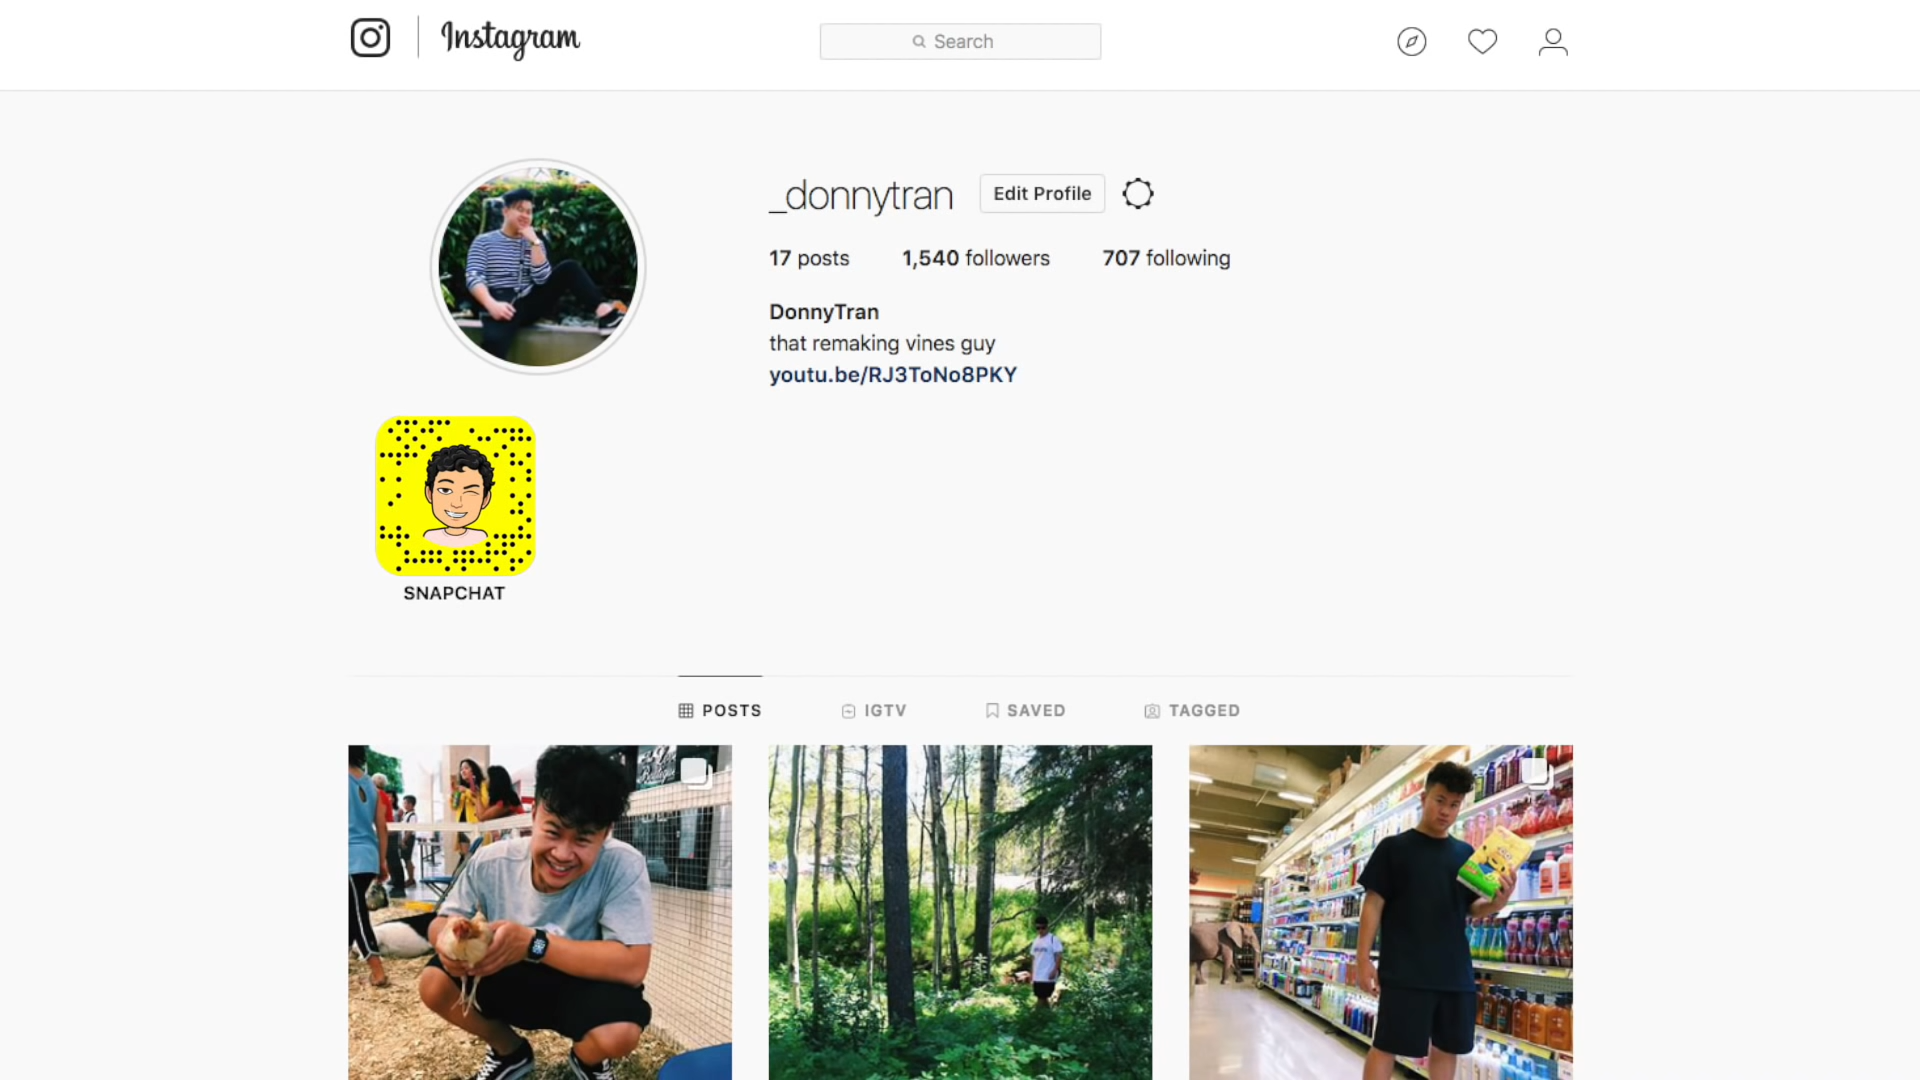 Instagram
Search
_donnytran
Edit Profile
17 posts 1,540 followers 707 following
DonnyTran
that remaking vines guy
youtu.be/RJ3ToNo8PKY
SNAPCHAT
POSTS IGTV SAVED TAGGED